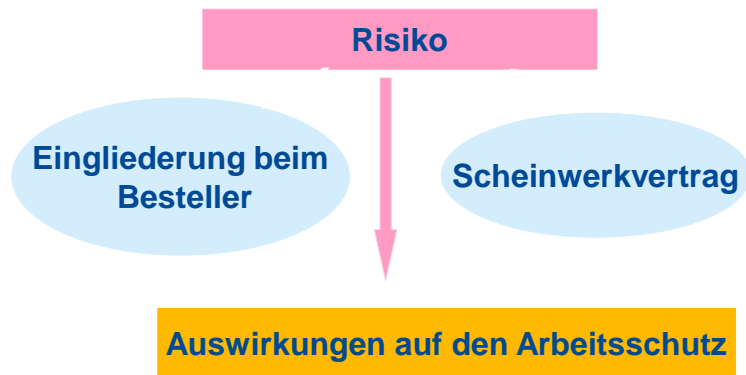 Risiko
Eingliederung beim
Besteller
Scheinwerkvertrag
Auswirkungen auf den Arbeitsschutz